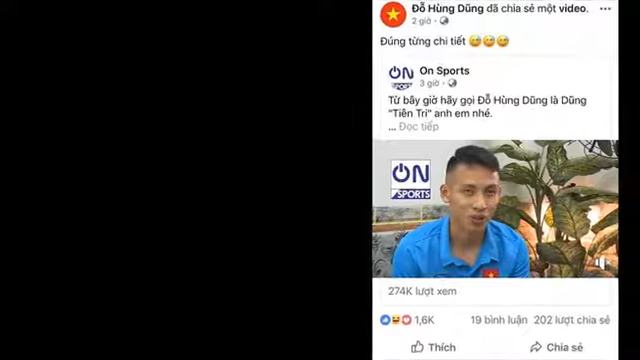 Đỗ Hùng Dũng đã chia sẻ một video.
2 giờ ·
Đúng từng chi tiết 😅😅😅
ON
SPORTS
On Sports
3 giờ ·
Từ bây giờ hãy gọi Đỗ Hùng Dũng là Dũng
"Tiên Tri" anh em nhé.
... Đọc tiếp
ON
SPORTS
274K lượt xem
1,6K 19 bình luận 202 lượt chia sẻ
Thích Chia sẻ